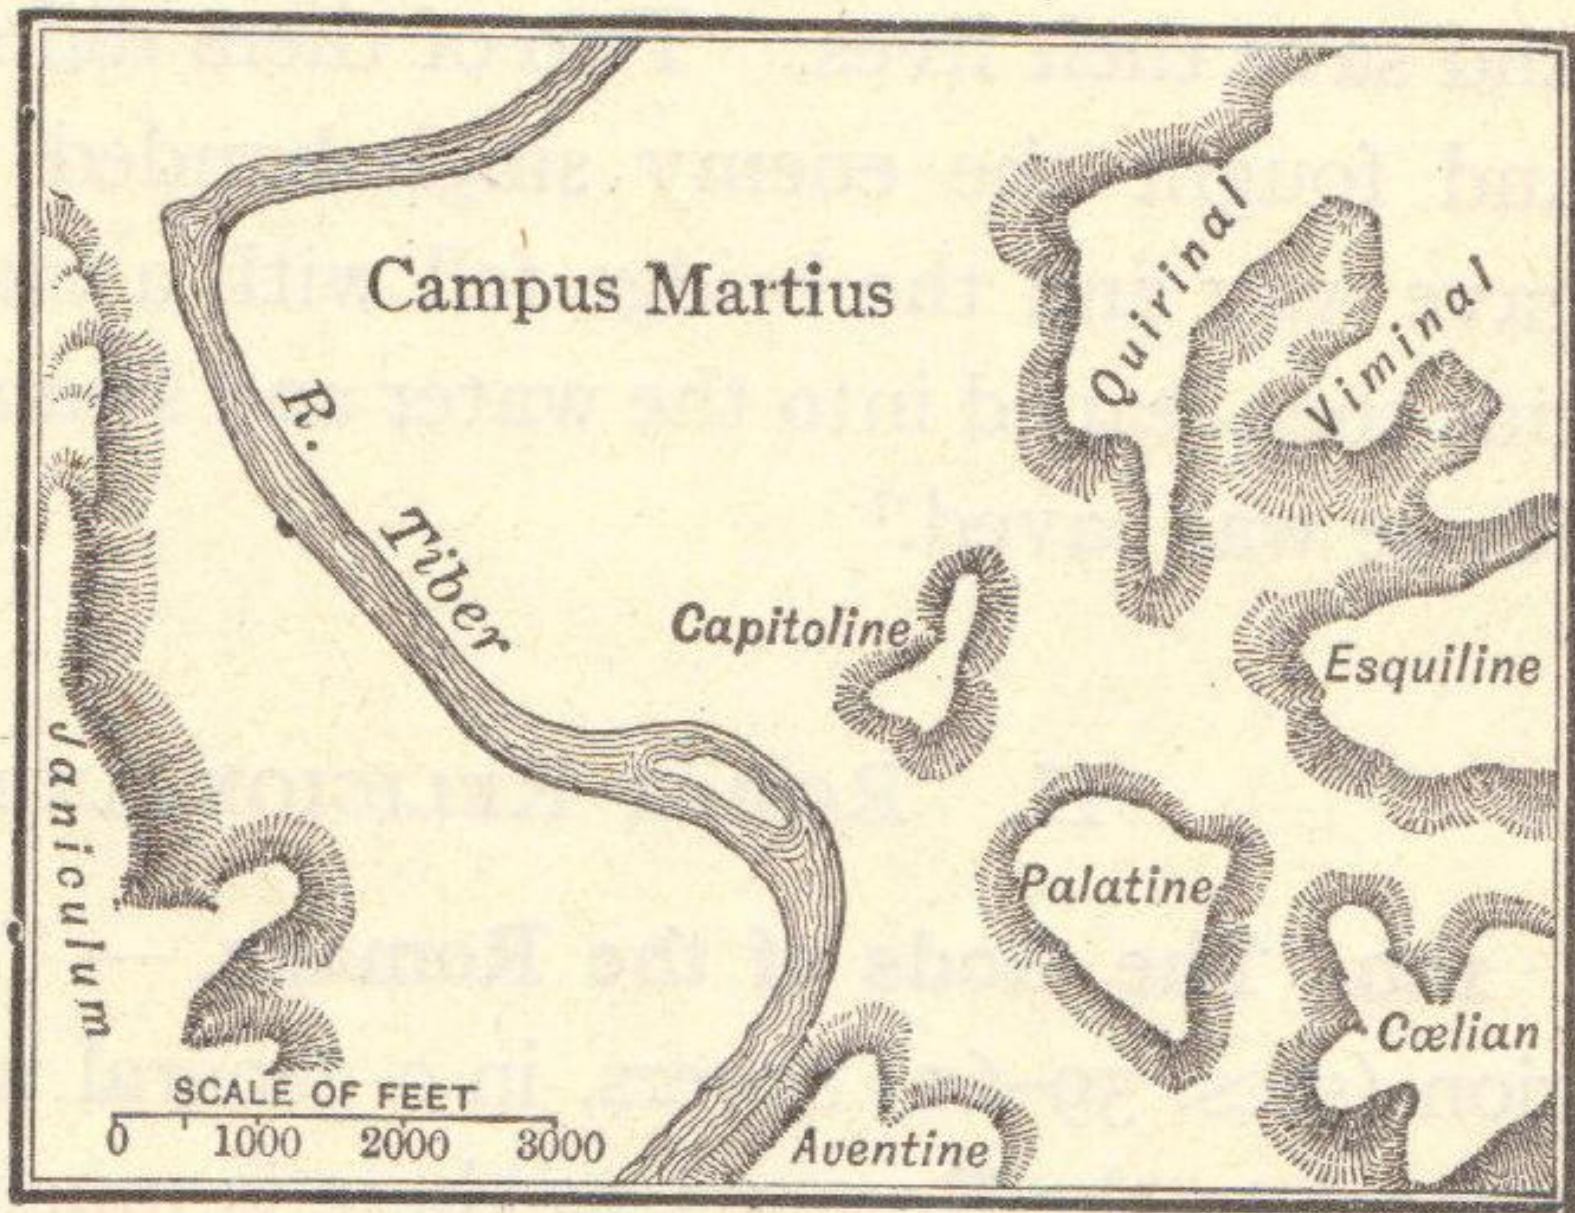 Campus Martius
Quirinal
Viminal
R. Tiber
Capitoline
Esquiline
Janiculum
Palatine
Cœlian
Aventine
SCALE OF FEET
0 1000 2000 3000